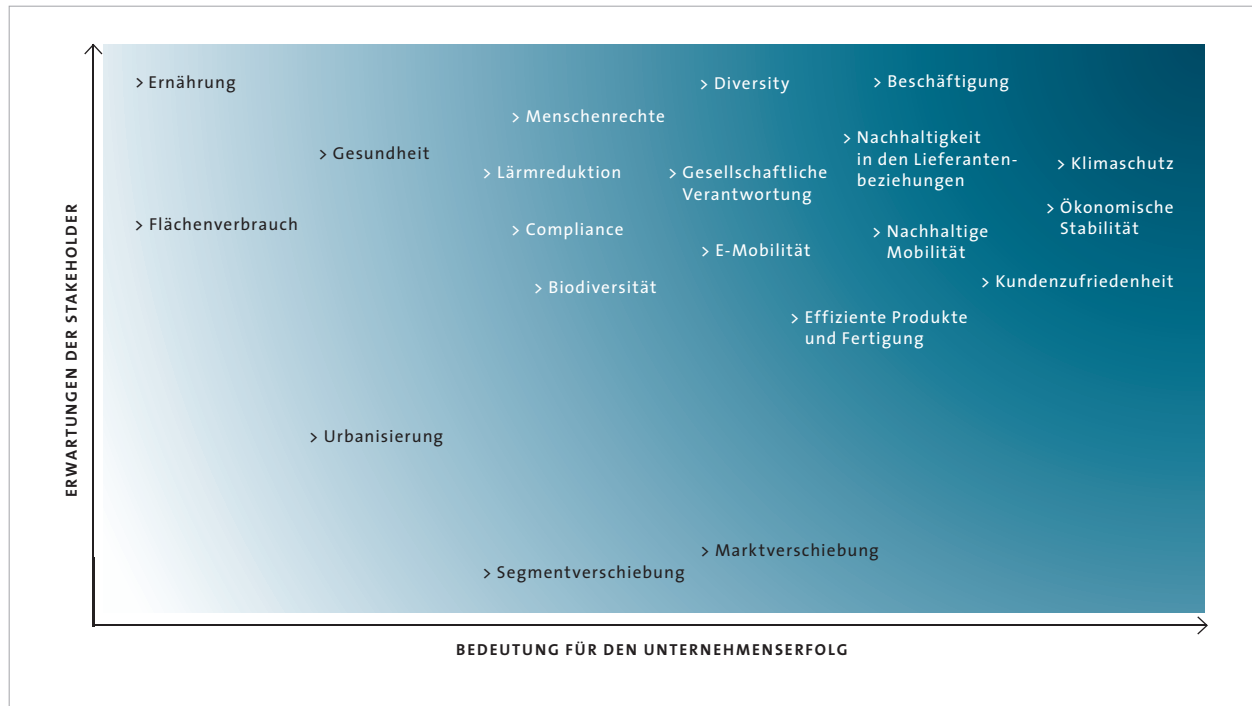 ERWARTUNGEN DER STAKEHOLDER
> Ernährung
> Diversity
> Beschäftigung
> Menschenrechte
> Gesundheit
> Nachhaltigkeit
in den Lieferanten-
beziehungen
> Klimaschutz
> Lärmreduktion
> Gesellschaftliche
Verantwortung
> Ökonomische
Stabilität
> Flächenverbrauch
> Compliance
> Nachhaltige
Mobilität
> E-Mobilität
> Kundenzufriedenheit
> Biodiversität
> Effiziente Produkte
und Fertigung
> Urbanisierung
> Marktverschiebung
> Segmentverschiebung
BEDEUTUNG FÜR DEN UNTERNEHMENSERFOLG